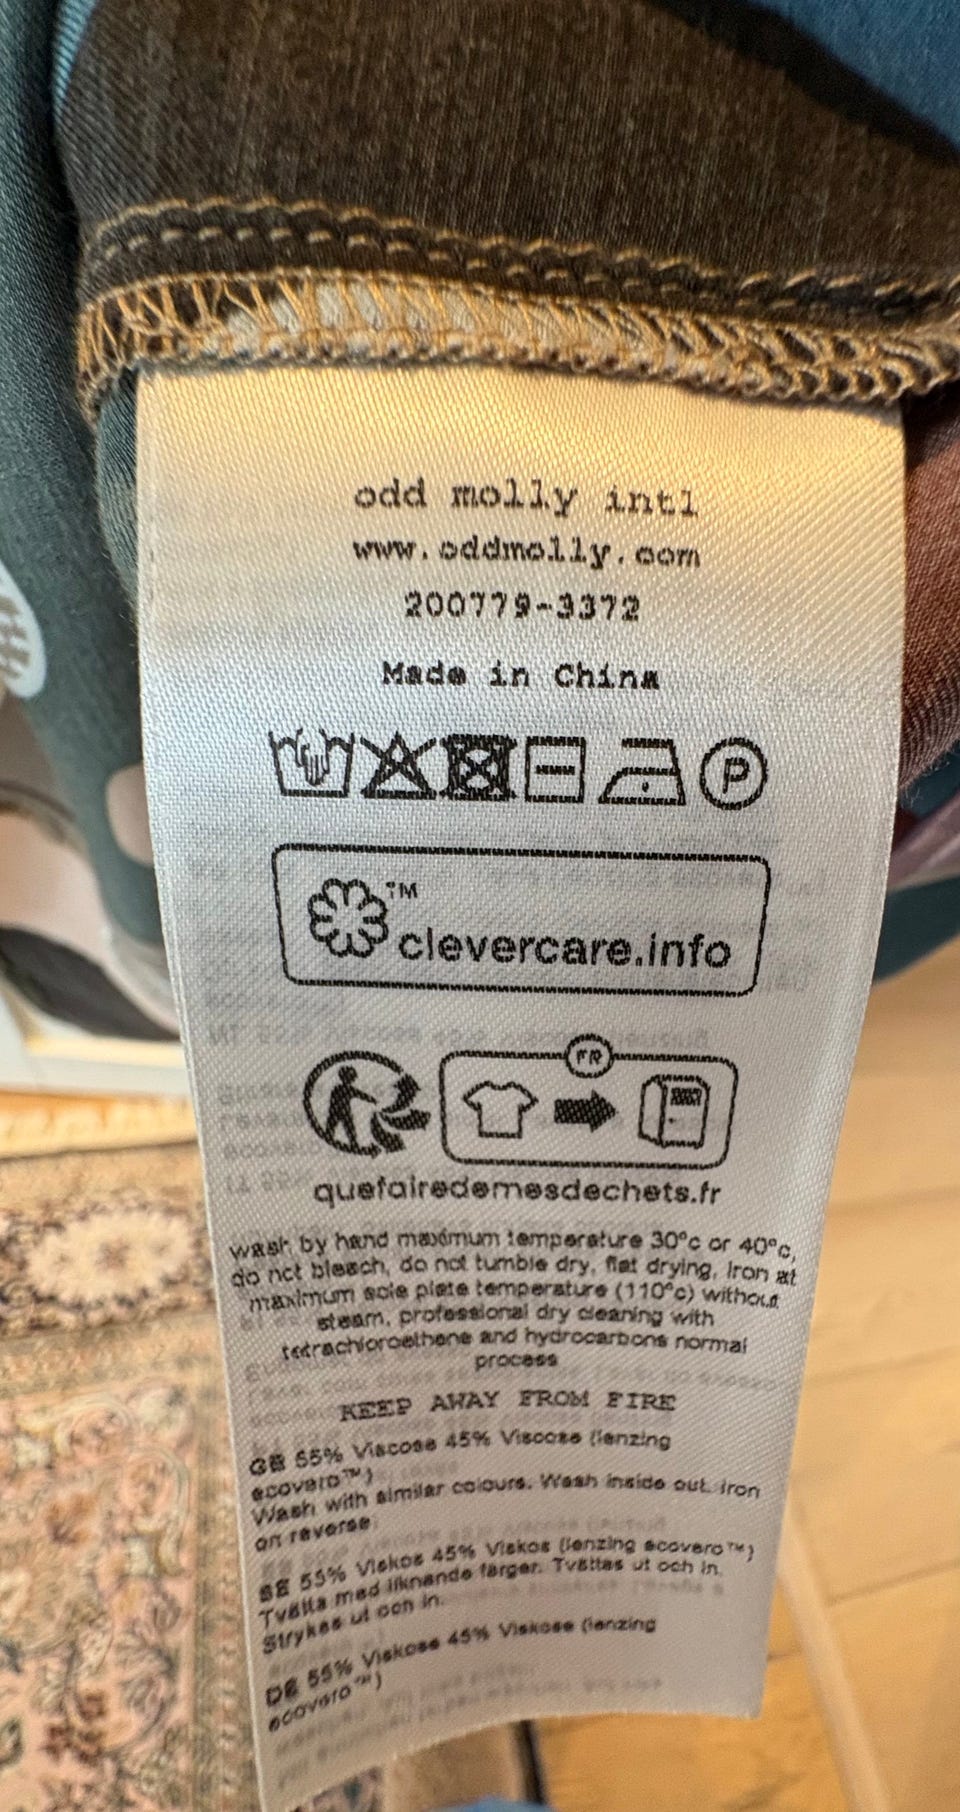 odd molly intl
www.oddmolly.com
200779-3372
Made in China
P
TM
clevercare.info
FR
quefairedemesdechets.fr
wash by hand maximum temperature 30°c or 40°c,
do not bleach, do not tumble dry, flat drying, Iron at
maximum sole plate temperature (110°c) without
steam, professional dry cleaning with
tetrachloroethene and hydrocarbons normal
process
KEEP AWAY FROM FIRE
GB 55% Viscose 45% Viscose (lenzing
ecovero™)
Wash with similar colours. Wash inside out. Iron
on reverse.
SE 55% Viskos 45% Viskos (lenzing ecovero™)
Tvätta med liknande färger. Tvättas ut och in.
Strykes ut och in.
DE 55% Viskose 45% Viskose (lenzing
ecovero™)